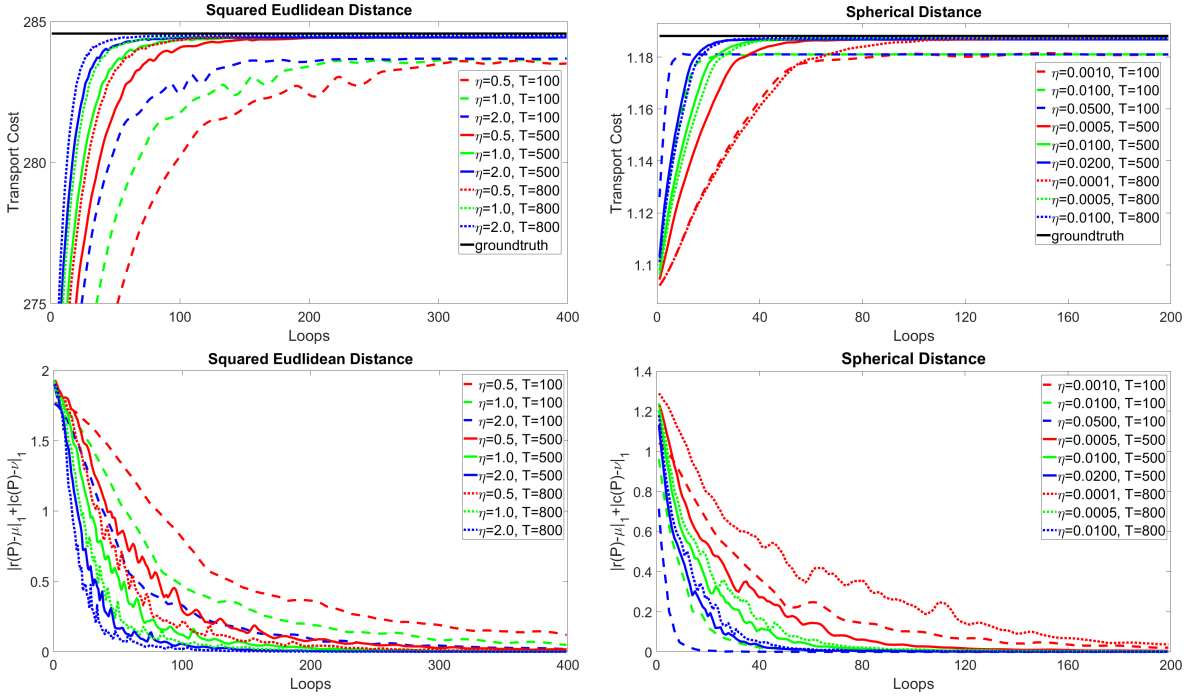 Squared Eudlidean Distance
285
280
275
Transport Cost
0
100
200
300
400
Loops
η=0.5, T=100
η=1.0, T=100
η=2.0, T=100
η=0.5, T=500
η=1.0, T=500
η=2.0, T=500
η=0.5, T=800
η=1.0, T=800
η=2.0, T=800
groundtruth
Spherical Distance
1.18
1.16
1.14
1.12
1.1
Transport Cost
0
40
80
120
160
200
Loops
η=0.0010, T=100
η=0.0100, T=100
η=0.0500, T=100
η=0.0005, T=500
η=0.0100, T=500
η=0.0200, T=500
η=0.0001, T=800
η=0.0005, T=800
η=0.0100, T=800
groundtruth
Squared Eudlidean Distance
2
1.5
1
0.5
0
|r(P)-μ|₁+|c(P)-ν|₁
0
100
200
300
400
Loops
η=0.5, T=100
η=1.0, T=100
η=2.0, T=100
η=0.5, T=500
η=1.0, T=500
η=2.0, T=500
η=0.5, T=800
η=1.0, T=800
η=2.0, T=800
Spherical Distance
1.4
1.2
1
0.8
0.6
0.4
0.2
0
|r(P)-μ|₁+|c(P)-ν|₁
0
40
80
120
160
200
Loops
η=0.0010, T=100
η=0.0100, T=100
η=0.0500, T=100
η=0.0005, T=500
η=0.0100, T=500
η=0.0200, T=500
η=0.0001, T=800
η=0.0005, T=800
η=0.0100, T=800